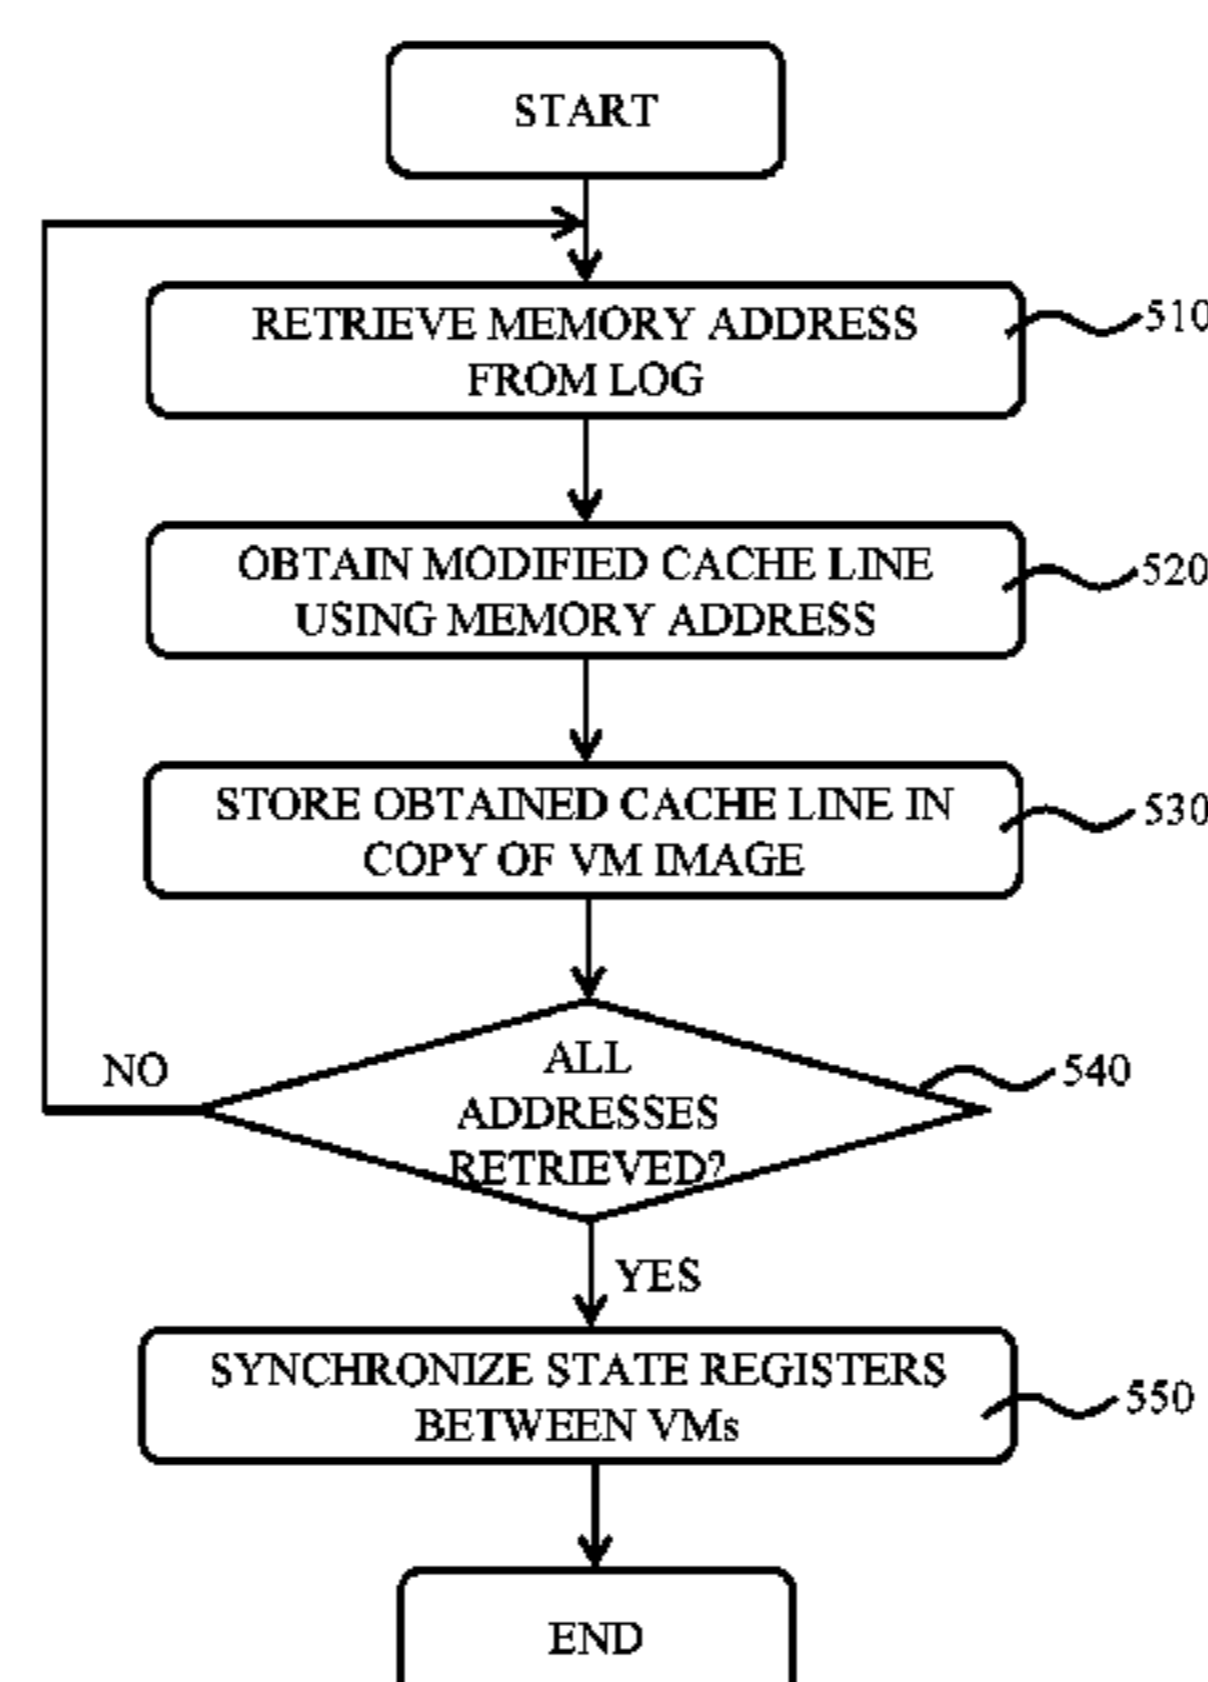 START
RETRIEVE MEMORY ADDRESS
FROM LOG
510
OBTAIN MODIFIED CACHE LINE
USING MEMORY ADDRESS
520
STORE OBTAINED CACHE LINE IN
COPY OF VM IMAGE
530
NO
ALL
ADDRESSES
RETRIEVED?
540
YES
SYNCHRONIZE STATE REGISTERS
BETWEEN VMs
550
END